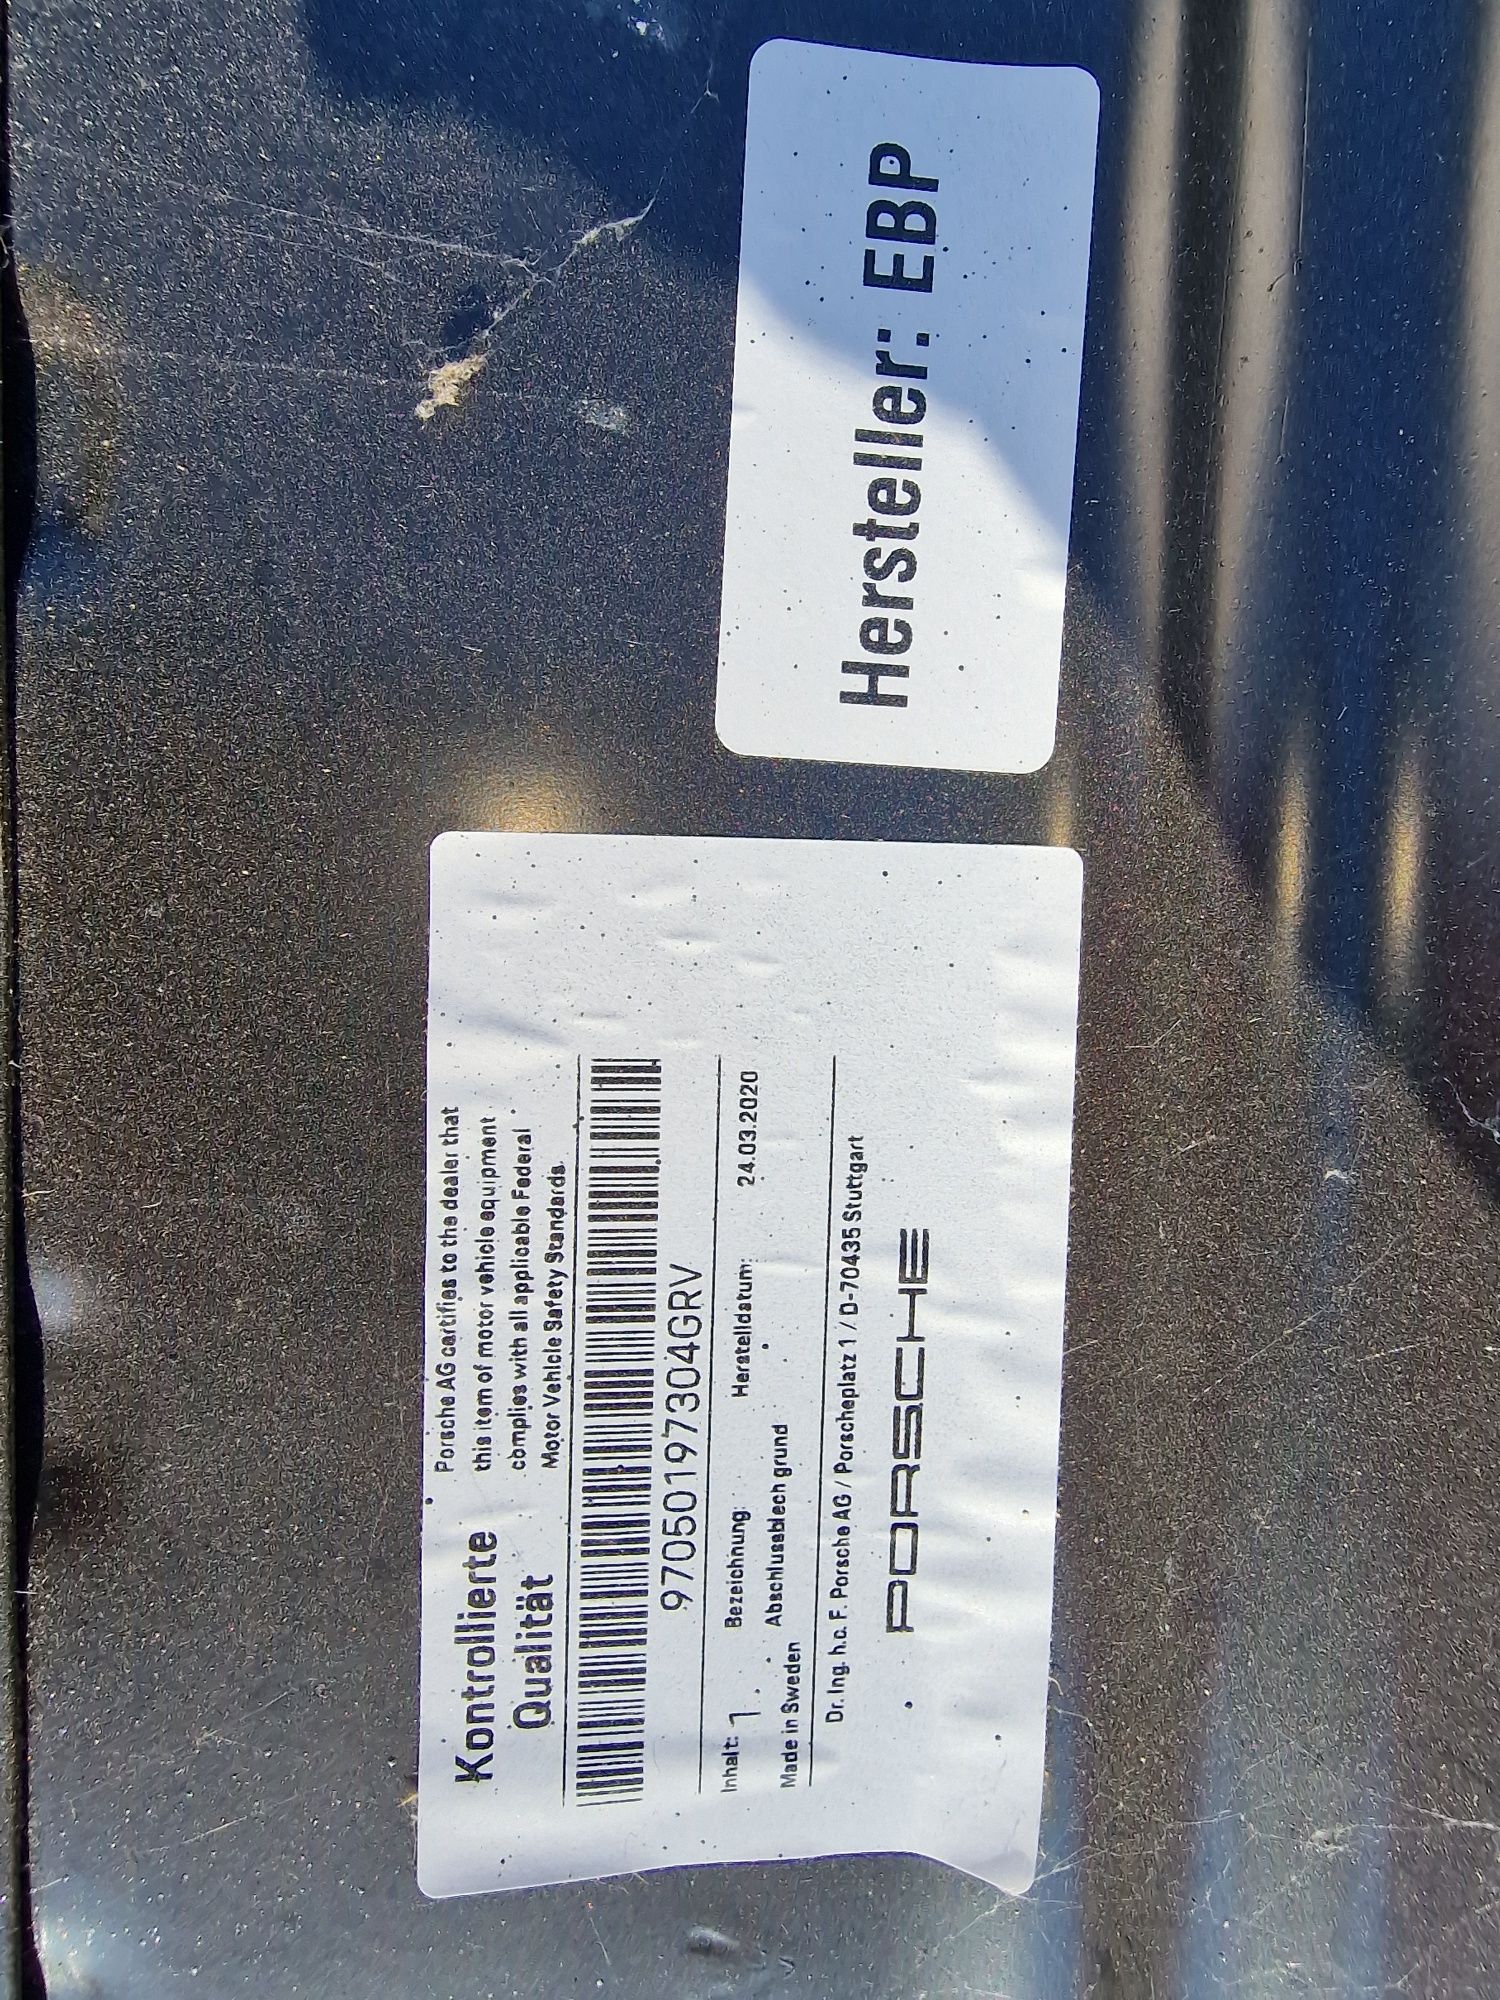 Kontrollierte
Qualität
Porsche AG certifies to the dealer that
this item of motor vehicle equipment
complies with all applicable Federal
Motor Vehicle Safety Standards.
97050197304GRV
Inhalt: 1
Bezeichnung:
Herstelldatum:
24.03.2020
Abschlussblech grund
Made in Sweden
Dr. Ing. h.c. F. Porsche AG / Porscheplatz 1 / D-70435 Stuttgart
PORSCHE
Hersteller: EBP